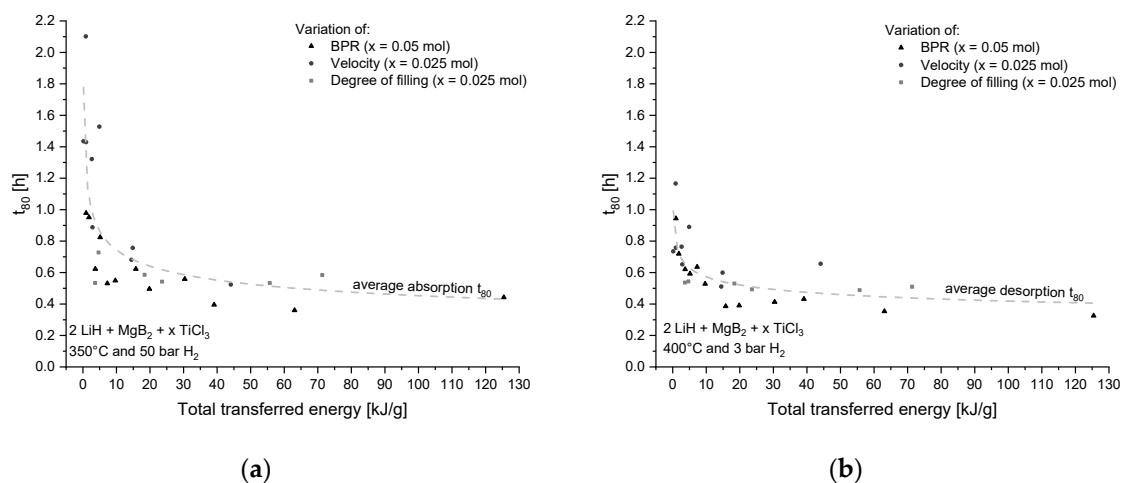 2.2
2.0
1.8
1.6
1.4
1.2
1.0
0.8
0.6
0.4
0.2
0.0
t80 [h]
Variation of:
BPR (x = 0.05 mol)
Velocity (x = 0.025 mol)
Degree of filling (x = 0.025 mol)
average absorption t80
2 LiH + MgB2 + x TiCl3
350°C and 50 bar H2
0 10 20 30 40 50 60 70 80 90 100 110 120 130
Total transferred energy [kJ/g]
(a)
2.2
2.0
1.8
1.6
1.4
1.2
1.0
0.8
0.6
0.4
0.2
0.0
t80 [h]
Variation of:
BPR (x = 0.05 mol)
Velocity (x = 0.025 mol)
Degree of filling (x = 0.025 mol)
average desorption t80
2 LiH + MgB2 + x TiCl3
400°C and 3 bar H2
0 10 20 30 40 50 60 70 80 90 100 110 120 130
Total transferred energy [kJ/g]
(b)